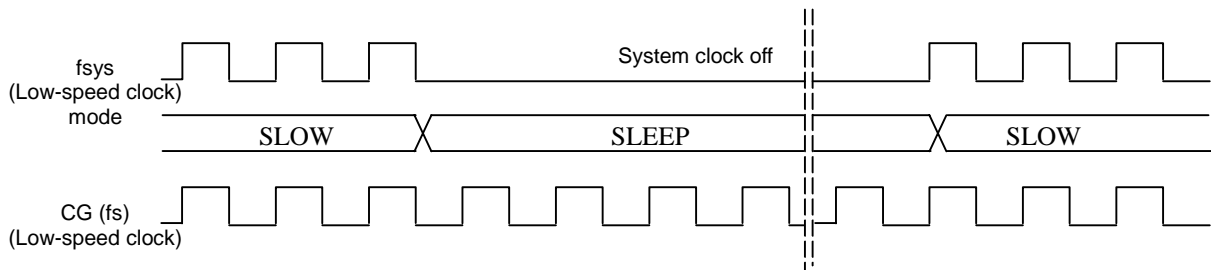 fsys
(Low-speed clock)
mode
System clock off
SLOW
SLEEP
SLOW
CG (fs)
(Low-speed clock)